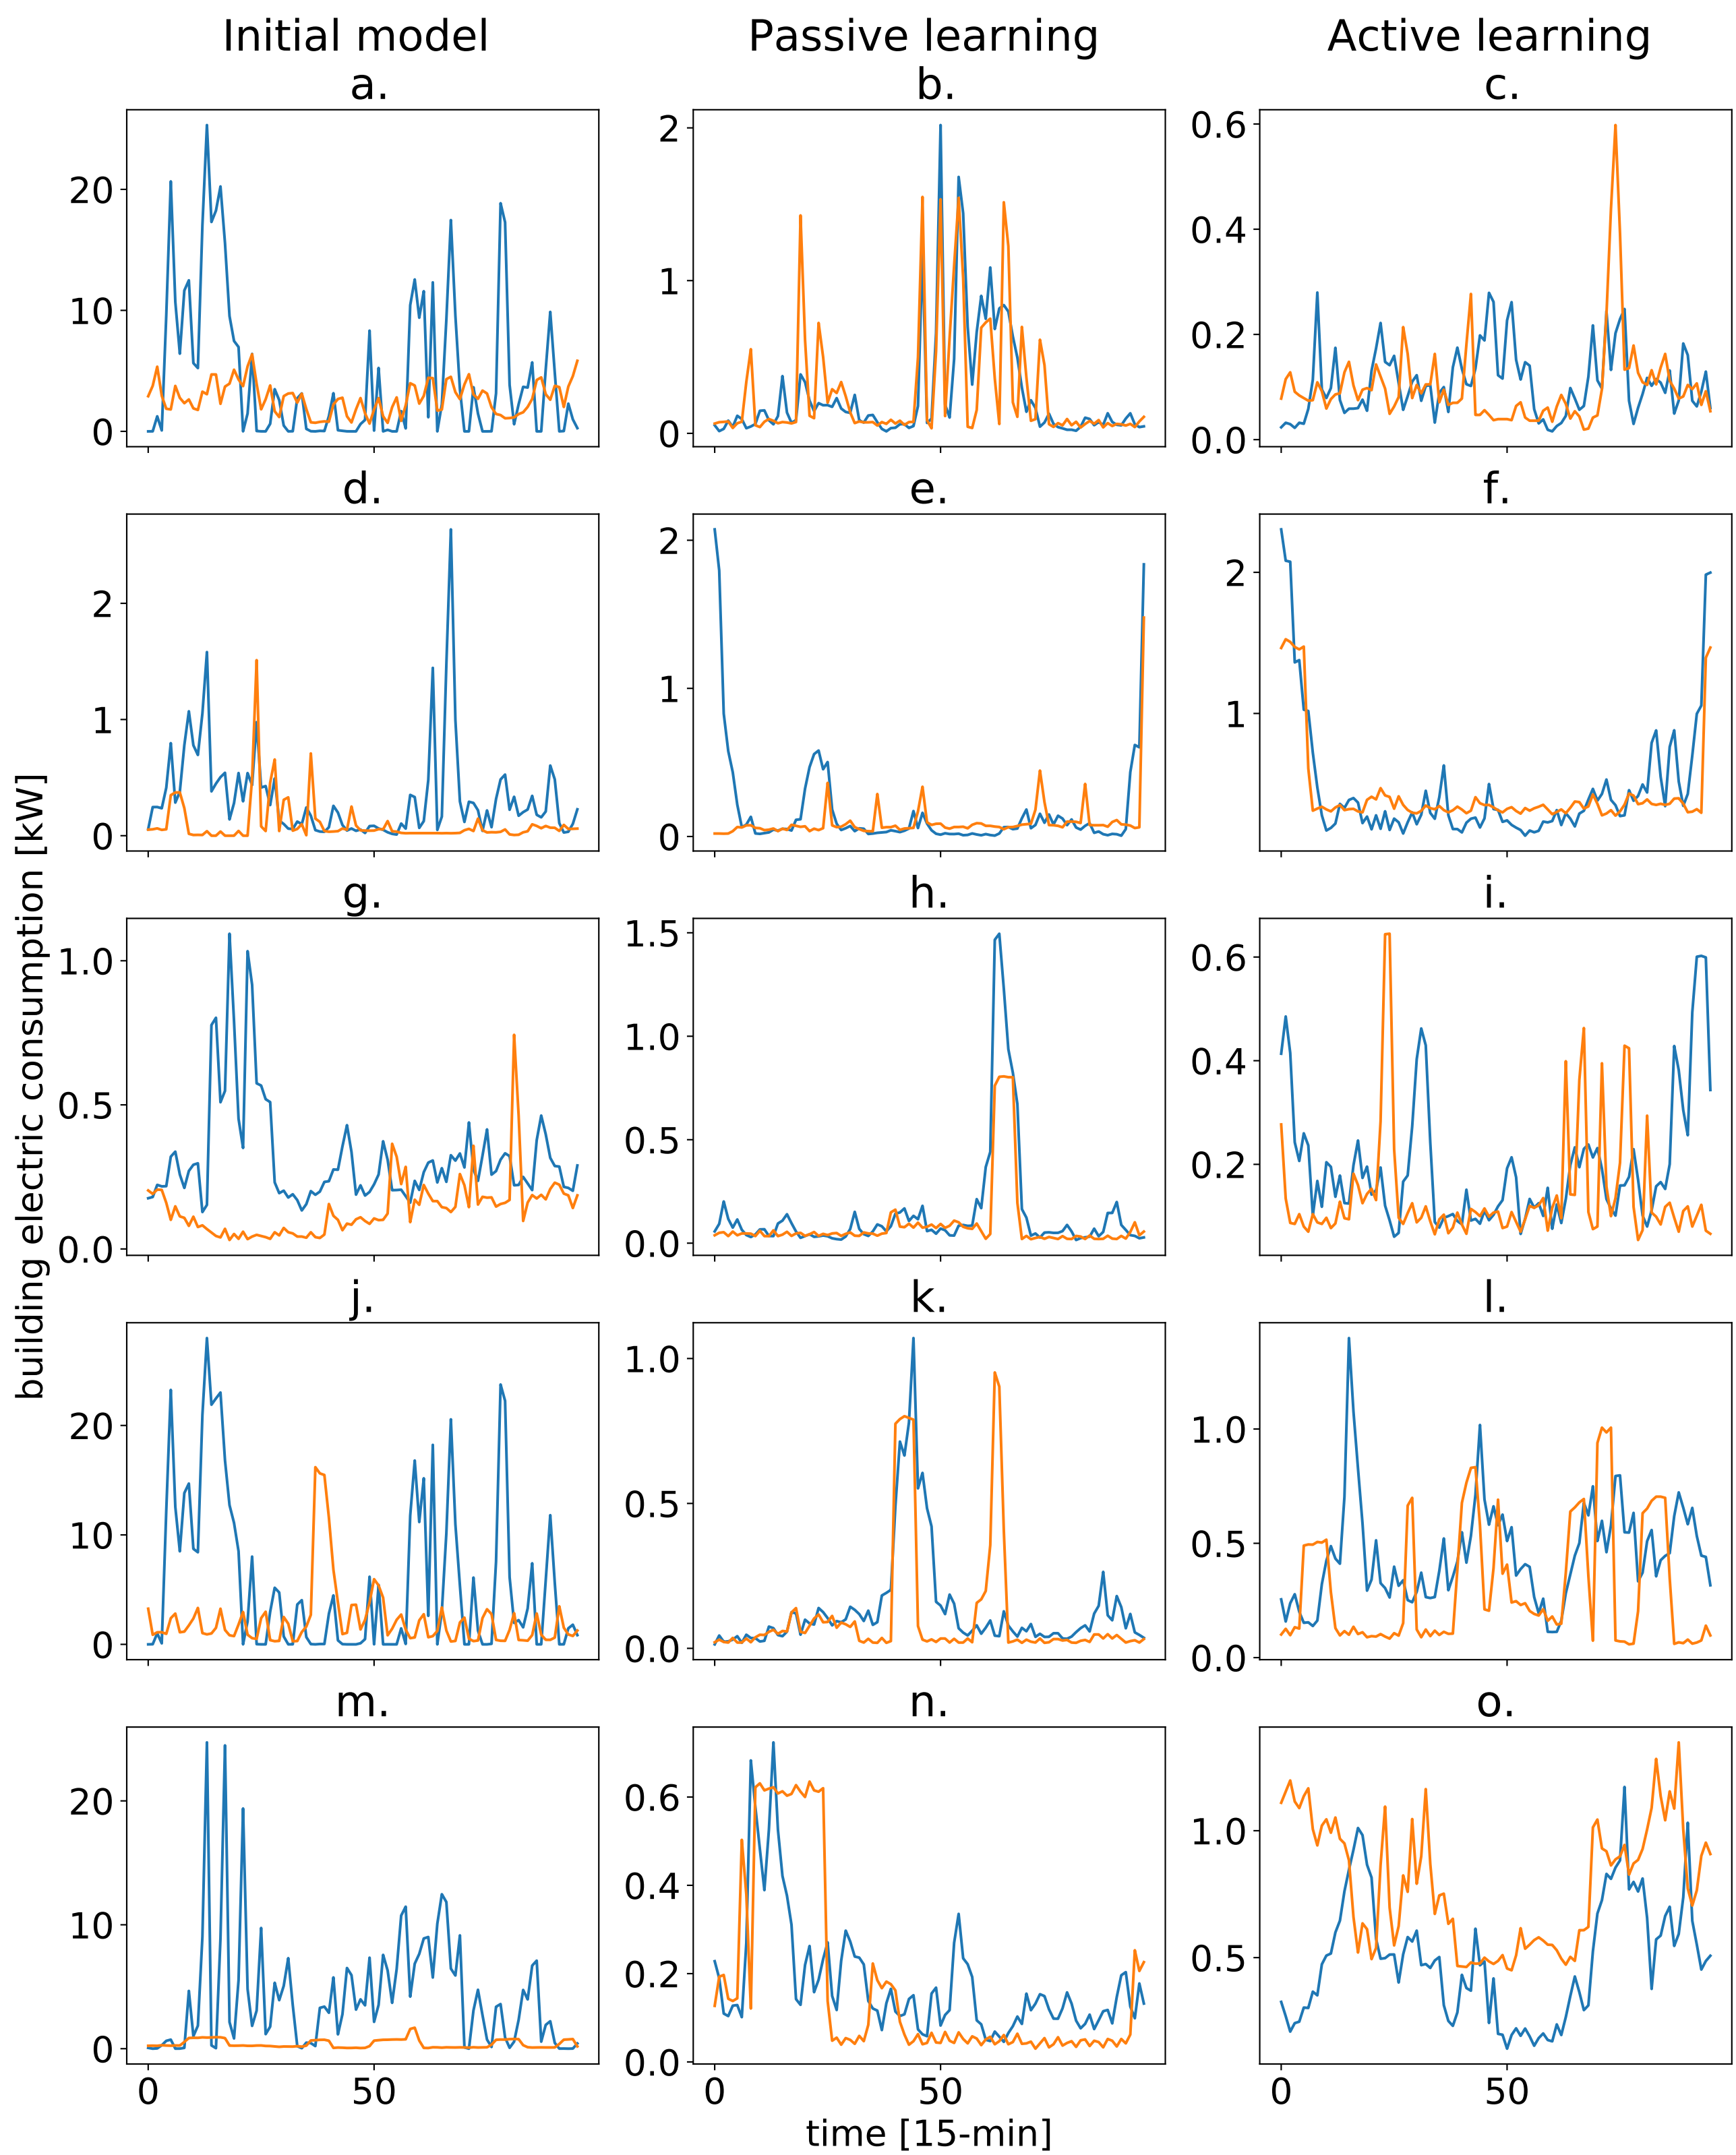 Initial model
Passive learning
Active learning
a.
b.
c.
20
10
0
2
1
0
0.6
0.4
0.2
0.0
d.
e.
f.
2
1
0
2
1
0
2
1
g.
h.
i.
1.0
0.5
0.0
1.5
1.0
0.5
0.0
0.6
0.4
0.2
building electric consumption [kW]
j.
k.
l.
20
10
0
1.0
0.5
0.0
1.0
0.5
0.0
m.
n.
o.
20
10
0
0.6
0.4
0.2
0.0
1.0
0.5
0 50
0 50
0 50
time [15-min]